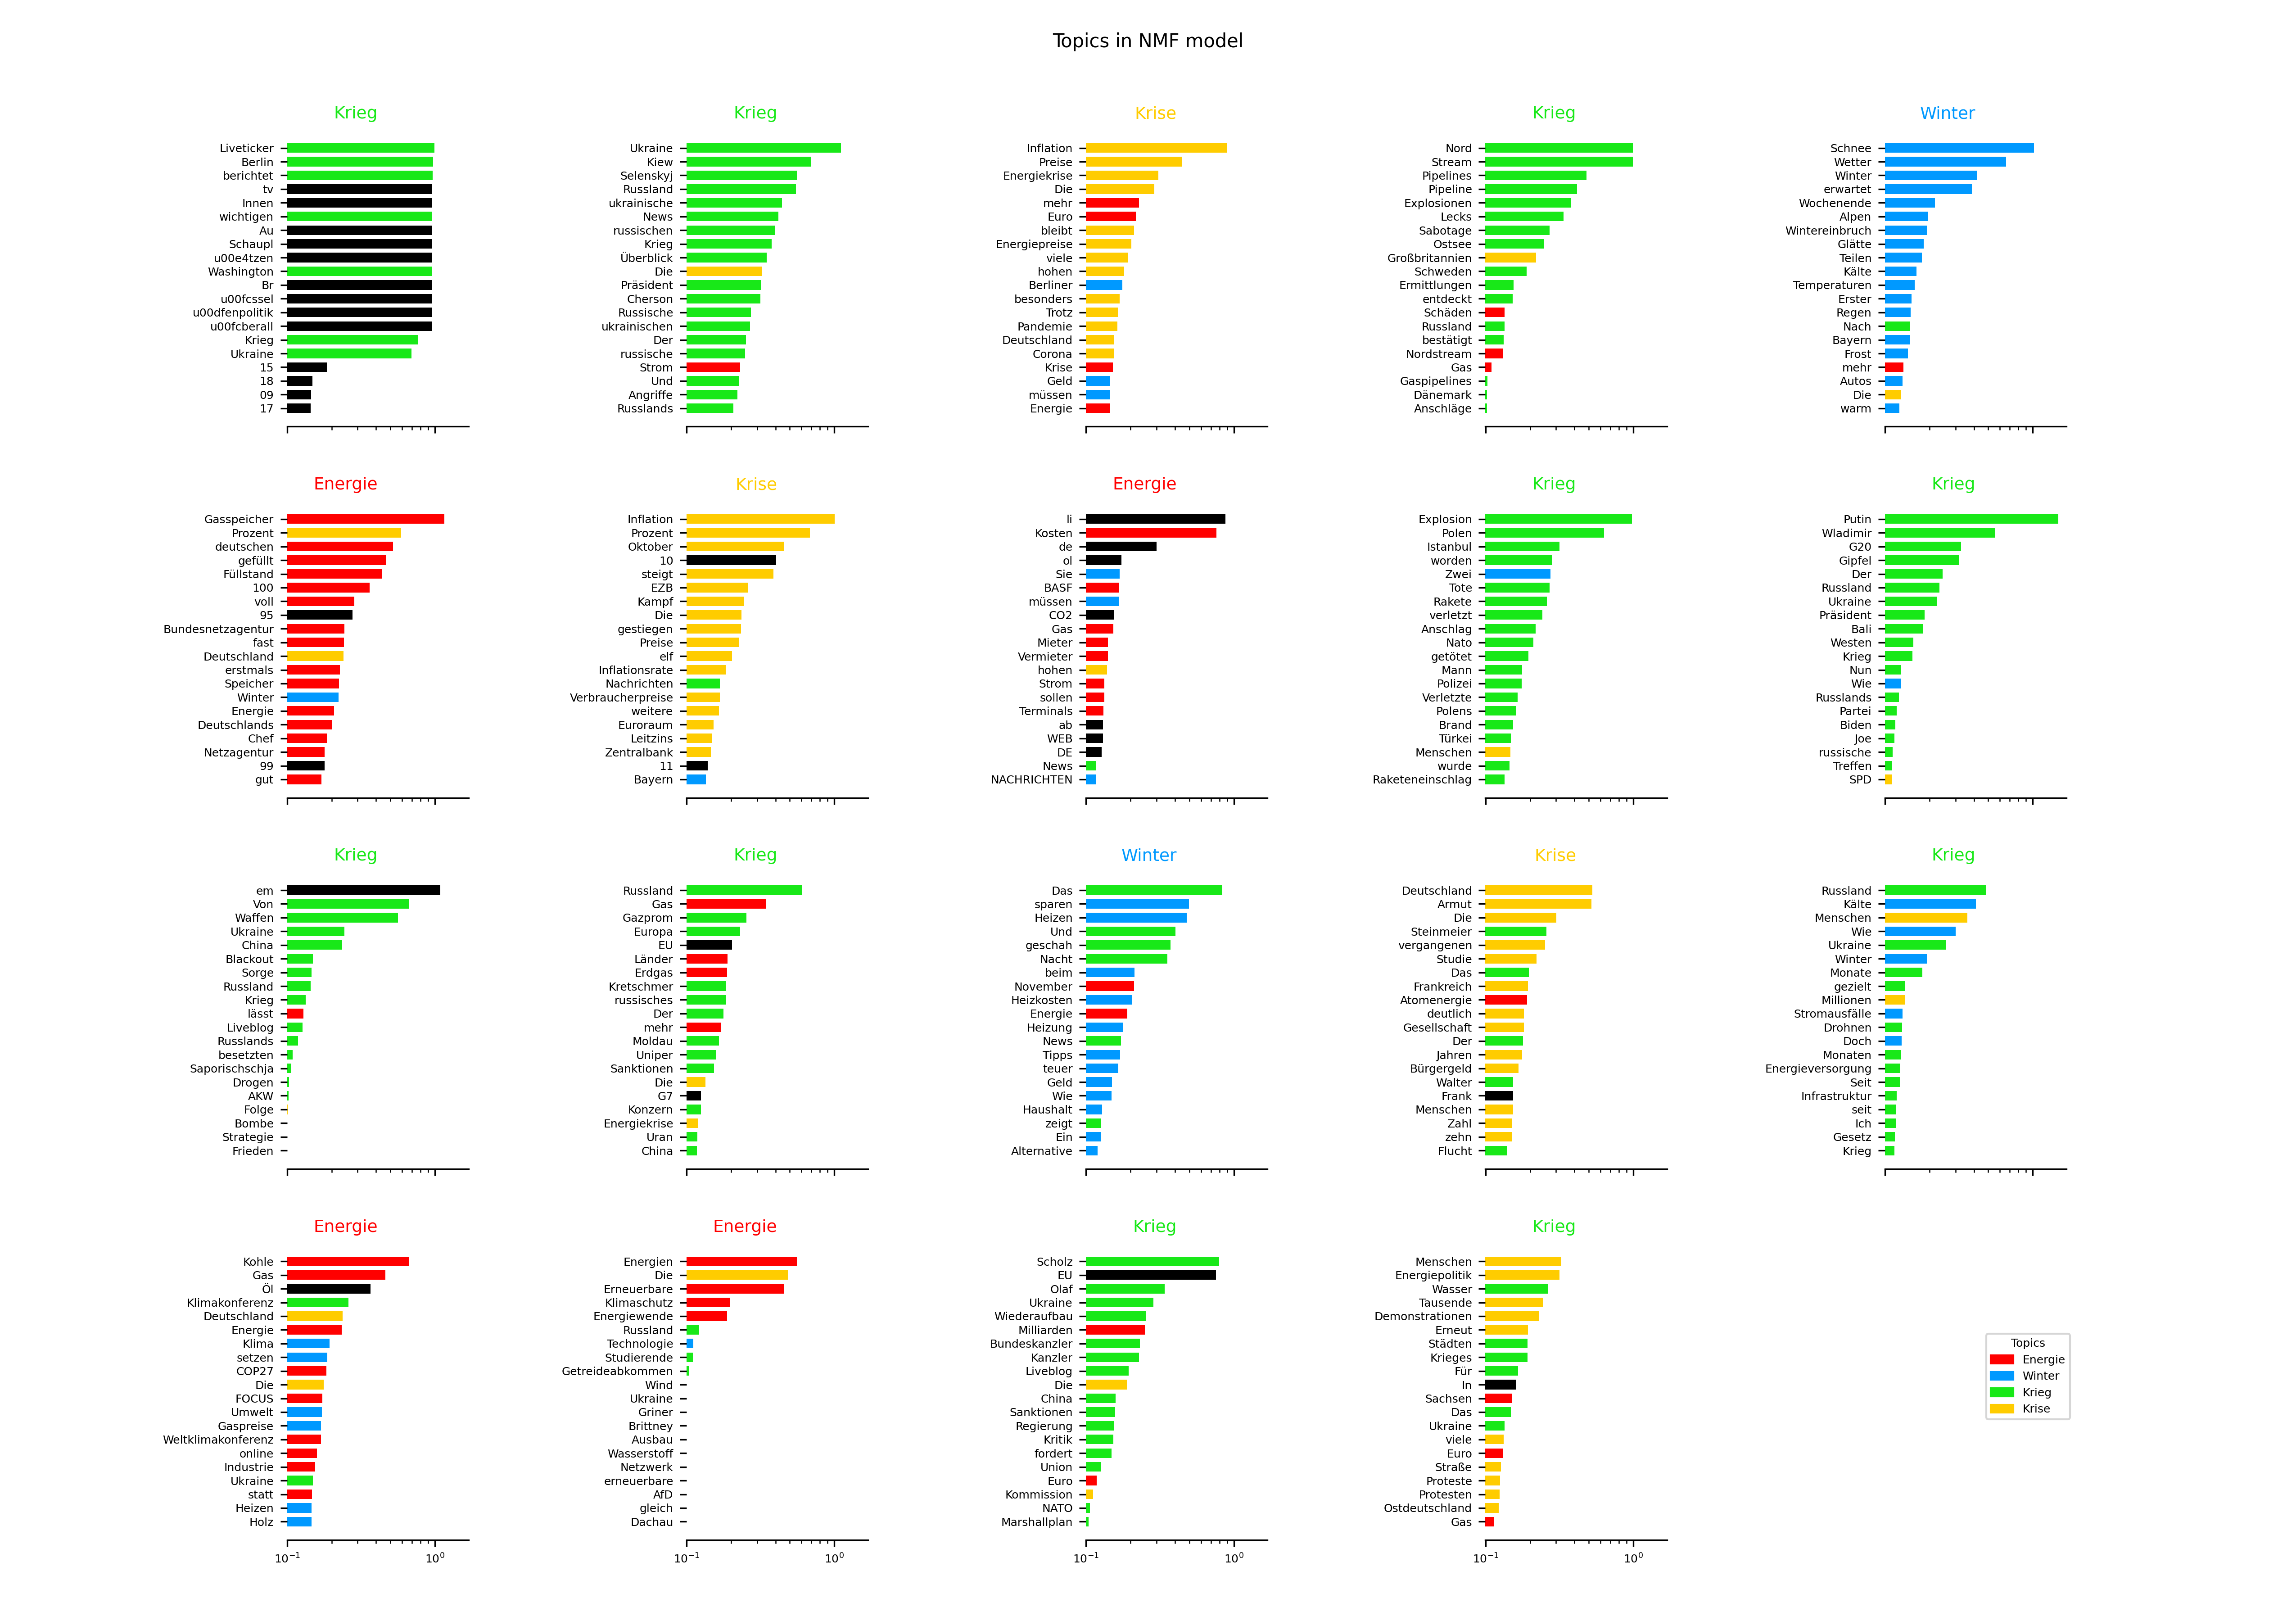 Topics in NMF model
Krieg
Liveticker
Berlin
berichtet
tv
Innen
wichtigen
Au
Schaupl
u00e4tzen
Washington
Br
u00fcssel
u00dfenpolitik
u00fcberall
Krieg
Ukraine
15
18
09
17
Krieg
Ukraine
Kiew
Selenskyj
Russland
ukrainische
News
russischen
Krieg
Überblick
Die
Präsident
Cherson
Russische
ukrainischen
Der
russische
Strom
Und
Angriffe
Russlands
Krise
Inflation
Preise
Energiekrise
Die
mehr
Euro
bleibt
Energiepreise
viele
hohen
Berliner
besonders
Trotz
Pandemie
Deutschland
Corona
Krise
Geld
müssen
Energie
Krieg
Nord
Stream
Pipelines
Pipeline
Explosionen
Lecks
Sabotage
Ostsee
Großbritannien
Schweden
Ermittlungen
entdeckt
Schäden
Russland
bestätigt
Nordstream
Gas
Gaspipelines
Dänemark
Anschläge
Winter
Schnee
Wetter
Winter
erwartet
Wochenende
Alpen
Wintereinbruch
Glätte
Teilen
Kälte
Temperaturen
Erster
Regen
Nach
Bayern
Frost
mehr
Autos
Die
warm
Energie
Gasspeicher
Prozent
deutschen
gefüllt
Füllstand
100
voll
95
Bundesnetzagentur
fast
Deutschland
erstmals
Speicher
Winter
Energie
Deutschlands
Chef
Netzagentur
99
gut
Krise
Inflation
Prozent
Oktober
10
steigt
EZB
Kampf
Die
gestiegen
Preise
elf
Inflationsrate
Nachrichten
Verbraucherpreise
weitere
Euroraum
Leitzins
Zentralbank
11
Bayern
Energie
li
Kosten
de
ol
Sie
BASF
müssen
CO2
Gas
Mieter
Vermieter
hohen
Strom
sollen
Terminals
ab
WEB
DE
News
NACHRICHTEN
Krieg
Explosion
Polen
Istanbul
worden
Zwei
Tote
Rakete
verletzt
Anschlag
Nato
getötet
Mann
Polizei
Verletzte
Polens
Brand
Türkei
Menschen
wurde
Raketeneinschlag
Krieg
Putin
Wladimir
G20
Gipfel
Der
Russland
Ukraine
Präsident
Bali
Westen
Krieg
Nun
Wie
Russlands
Partei
Biden
Joe
russische
Treffen
SPD
Krieg
em
Von
Waffen
Ukraine
China
Blackout
Sorge
Russland
Krieg
lässt
Liveblog
Russlands
besetzten
Saporischschja
Drogen
AKW
Folge
Bombe
Strategie
Frieden
Krieg
Russland
Gas
Gazprom
Europa
EU
Länder
Erdgas
Kretschmer
russisches
Der
mehr
Moldau
Uniper
Sanktionen
Die
G7
Konzern
Energiekrise
Uran
China
Winter
Das
sparen
Heizen
Und
geschah
Nacht
beim
November
Heizkosten
Energie
Heizung
News
Tipps
teuer
Geld
Wie
Haushalt
zeigt
Ein
Alternative
Krise
Deutschland
Armut
Die
Steinmeier
vergangenen
Studie
Das
Frankreich
Atomenergie
deutlich
Gesellschaft
Der
Jahren
Bürgergeld
Walter
Frank
Menschen
Zahl
zehn
Flucht
Krieg
Russland
Kälte
Menschen
Wie
Ukraine
Winter
Monate
gezielt
Millionen
Stromausfälle
Drohnen
Doch
Monaten
Energieversorgung
Seit
Infrastruktur
seit
Ich
Gesetz
Krieg
Energie
Kohle
Gas
Öl
Klimakonferenz
Deutschland
Energie
Klima
setzen
COP27
Die
FOCUS
Umwelt
Gaspreise
Weltklimakonferenz
online
Industrie
Ukraine
statt
Heizen
Holz
10⁻¹ 10⁰
Energie
Energien
Die
Erneuerbare
Klimaschutz
Energiewende
Russland
Technologie
Studierende
Getreideabkommen
Wind
Ukraine
Griner
Brittney
Ausbau
Wasserstoff
Netzwerk
erneuerbare
AfD
gleich
Dachau
10⁻¹ 10⁰
Krieg
Scholz
EU
Olaf
Ukraine
Wiederaufbau
Milliarden
Bundeskanzler
Kanzler
Liveblog
Die
China
Sanktionen
Regierung
Kritik
fordert
Union
Euro
Kommission
NATO
Marshallplan
10⁻¹ 10⁰
Krieg
Menschen
Energiepolitik
Wasser
Tausende
Demonstrationen
Erneut
Städten
Krieges
Für
In
Sachsen
Das
Ukraine
viele
Euro
Straße
Proteste
Protesten
Ostdeutschland
Gas
10⁻¹ 10⁰
Topics
Energie
Winter
Krieg
Krise